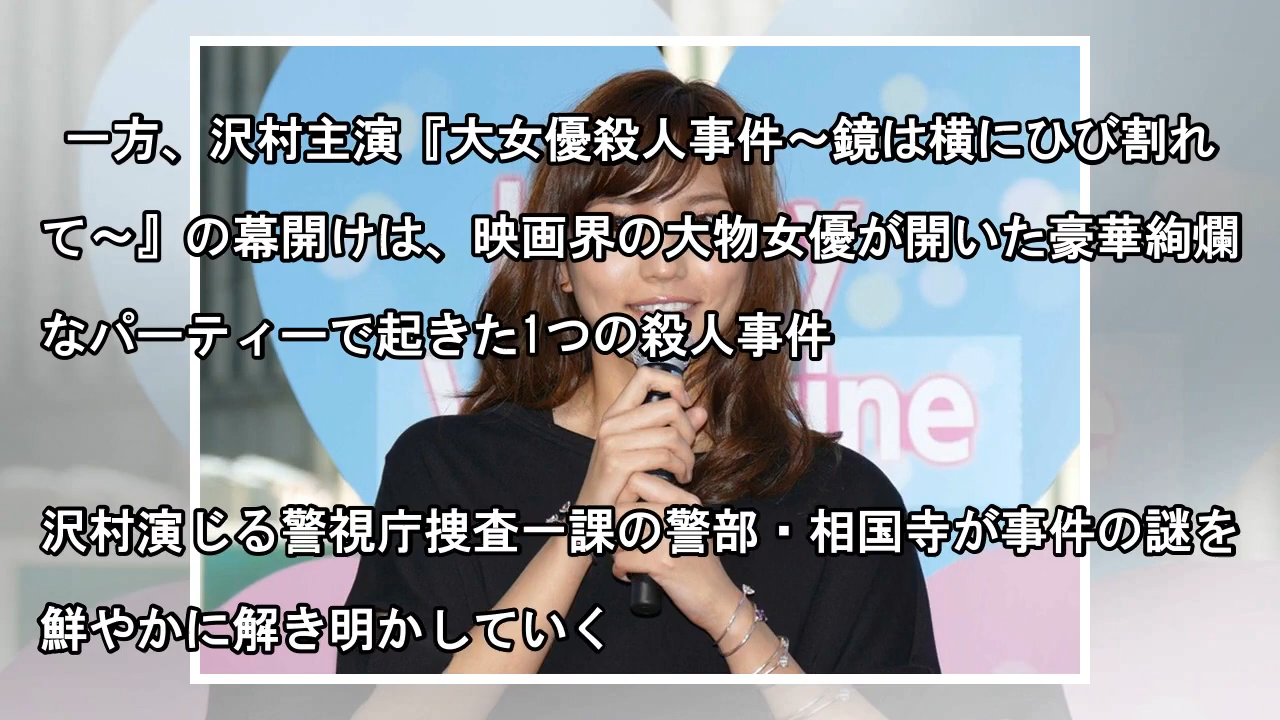 一方、沢村主演『大女優殺人事件～鏡は横にひび割れ
て～』の幕開けは、映画界の大物女優が開いた豪華絢爛
なパーティーで起きた1つの殺人事件
沢村演じる警視庁捜査一課の警部・相国寺が事件の謎を
鮮やかに解き明かしていく